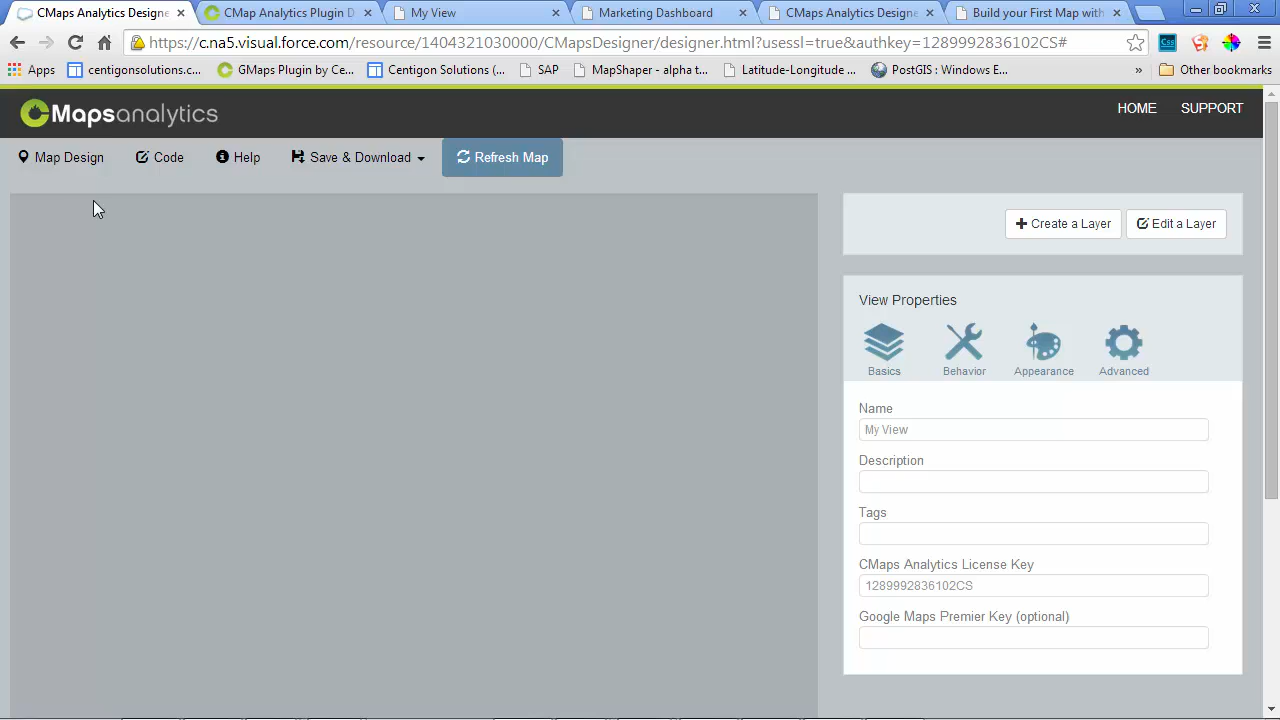 CMaps Analytics Designe
CMap Analytics Plugin D
My View
Marketing Dashboard
CMaps Analytics Designe
Build your First Map with
https://c.na5.visual.force.com/resource/1404321030000/CMapsDesigner/designer.html?usessl=true&authkey=1289992836102CS#
Css
Apps
centigonsolutions.c...
GMaps Plugin by Ce...
Centigon Solutions (...
SAP
MapShaper - alpha t...
Latitude-Longitude ...
PostGIS : Windows E...
»
Other bookmarks
CMapsanalytics
HOME
SUPPORT
Map Design
Code
Help
Save & Download
Refresh Map
Create a Layer
Edit a Layer
View Properties
Basics
Behavior
Appearance
Advanced
Name
My View
Description
Tags
CMaps Analytics License Key
1289992836102CS
Google Maps Premier Key (optional)